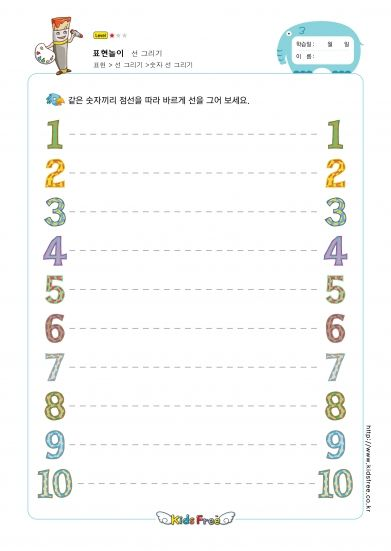 Level
표현놀이 선 그리기
표현 > 선 그리기 >숫자 선 그리기
학습일 : 월 일
이 름 :
같은 숫자끼리 점선을 따라 바르게 선을 그어 보세요.
1 1
2 2
3 3
4 4
5 5
6 6
7 7
8 8
9 9
10 10
http://www.kidsfree.co.kr
Kids Free